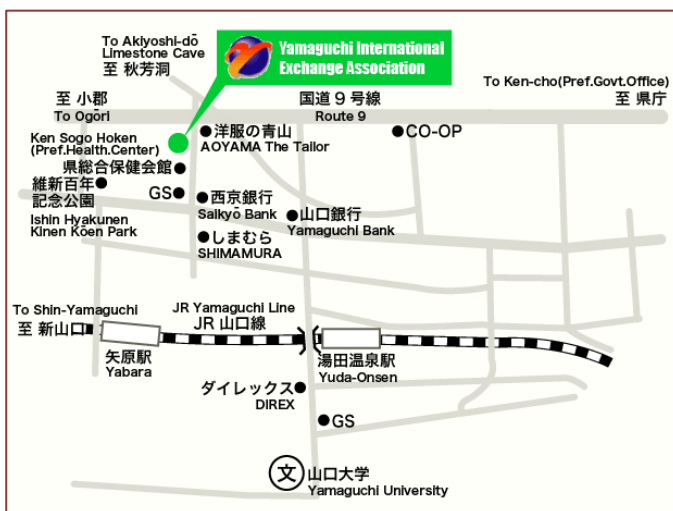 To Akiyoshi-dō
Limestone Cave
至 秋芳洞
Yamaguchi International
Exchange Association
To Ken-cho(Pref.Govt.Office)
至 県庁
至 小郡
To Ogōri
国道９号線
Route 9
Ken Sogo Hoken
(Pref.Health.Center)
県総合保健会館
洋服の青山
AOYAMA The Tailor
CO-OP
維新百年
記念公園
Ishin Hyakunen
Kinen Kōen Park
GS
西京銀行
Saikyō Bank
山口銀行
Yamaguchi Bank
しまむら
SHIMAMURA
To Shin-Yamaguchi
至 新山口
JR Yamaguchi Line
JR 山口線
矢原駅
Yabara
湯田温泉駅
Yuda-Onsen
ダイレックス
DIREX
GS
文
山口大学
Yamaguchi University